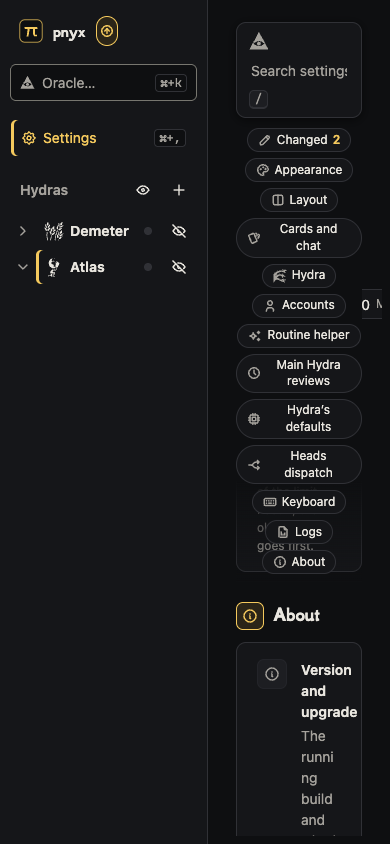 pnyx
Oracle...
⌘+k
Settings
⌘+,
Hydras
Demeter
Atlas
Search settings
/
Changed 2
Appearance
Layout
Cards and
chat
Hydra
Accounts
0
Routine helper
Main Hydra
reviews
Hydra's
defaults
Heads
dispatch
Keyboard
Logs
goes first.
About
About
Version
and
upgrade
The
runni
ng
build
and